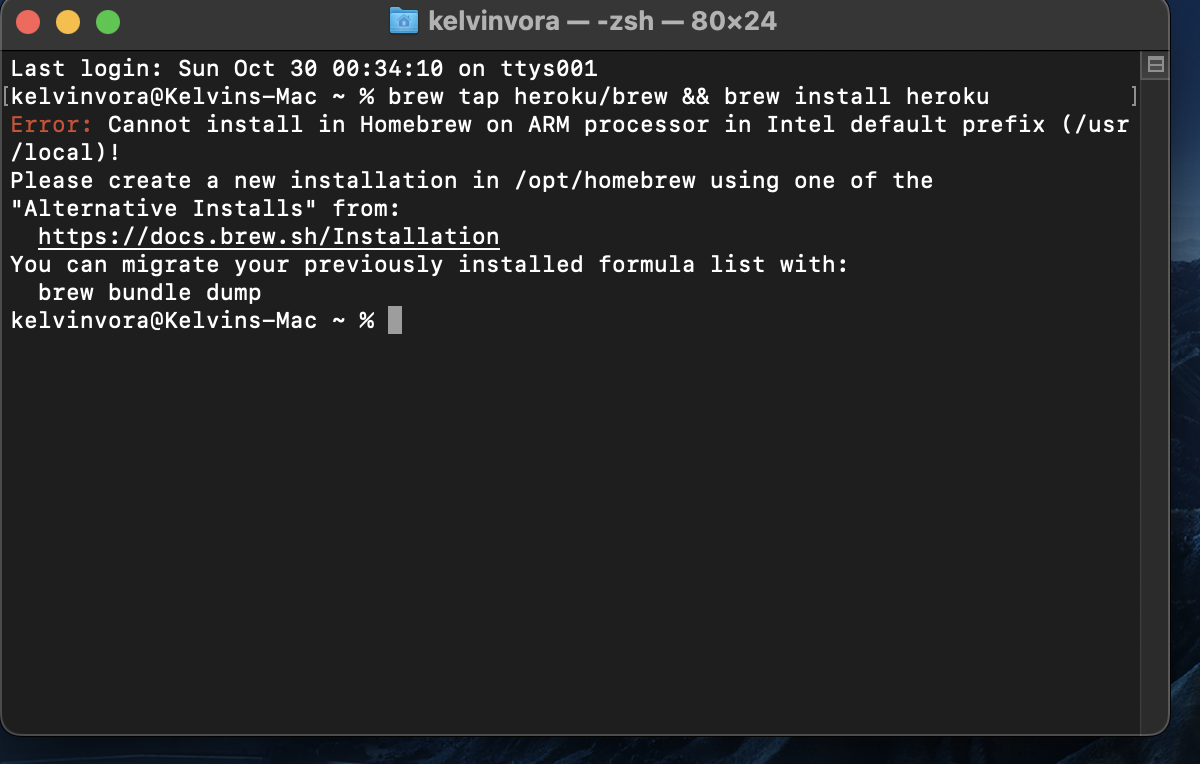 kelvinvora — -zsh — 80×24
Last login: Sun Oct 30 00:34:10 on ttys001
[kelvinvora@Kelvins-Mac ~ % brew tap heroku/brew && brew install heroku ]
Error: Cannot install in Homebrew on ARM processor in Intel default prefix (/usr
/local)!
Please create a new installation in /opt/homebrew using one of the
"Alternative Installs" from:
  https://docs.brew.sh/Installation
You can migrate your previously installed formula list with:
  brew bundle dump
kelvinvora@Kelvins-Mac ~ %